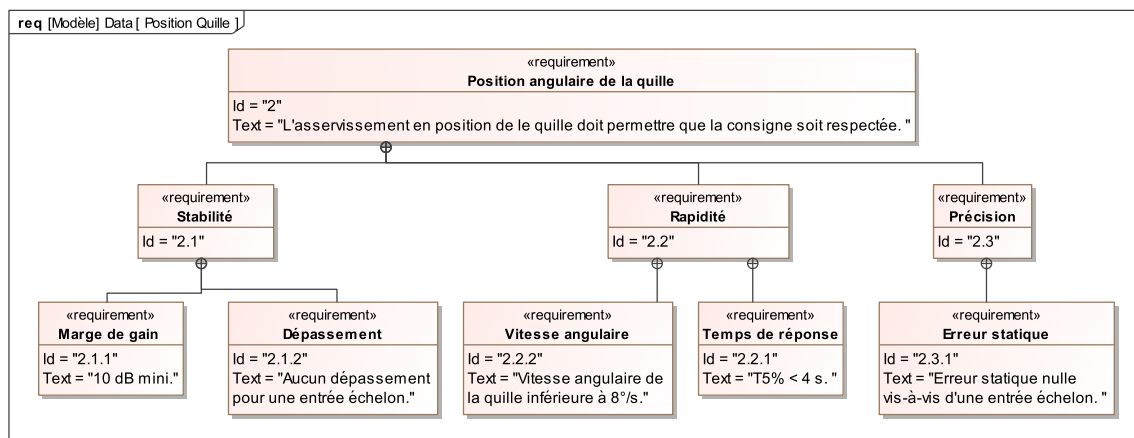 req [Modèle] Data [ Position Quille ]
«requirement»
Position angulaire de la quille
Id = "2"
Text = "L'asservissement en position de le quille doit permettre que la consigne soit respectée. "
«requirement»
Stabilité
Id = "2.1"
«requirement»
Rapidité
Id = "2.2"
«requirement»
Précision
Id = "2.3"
«requirement»
Marge de gain
Id = "2.1.1"
Text = "10 dB mini."
«requirement»
Dépassement
Id = "2.1.2"
Text = "Aucun dépassement
pour une entrée échelon."
«requirement»
Vitesse angulaire
Id = "2.2.2"
Text = "Vitesse angulaire de
la quille inférieure à 8°/s."
«requirement»
Temps de réponse
Id = "2.2.1"
Text = "T5% < 4 s. "
«requirement»
Erreur statique
Id = "2.3.1"
Text = "Erreur statique nulle
vis-à-vis d'une entrée échelon. "